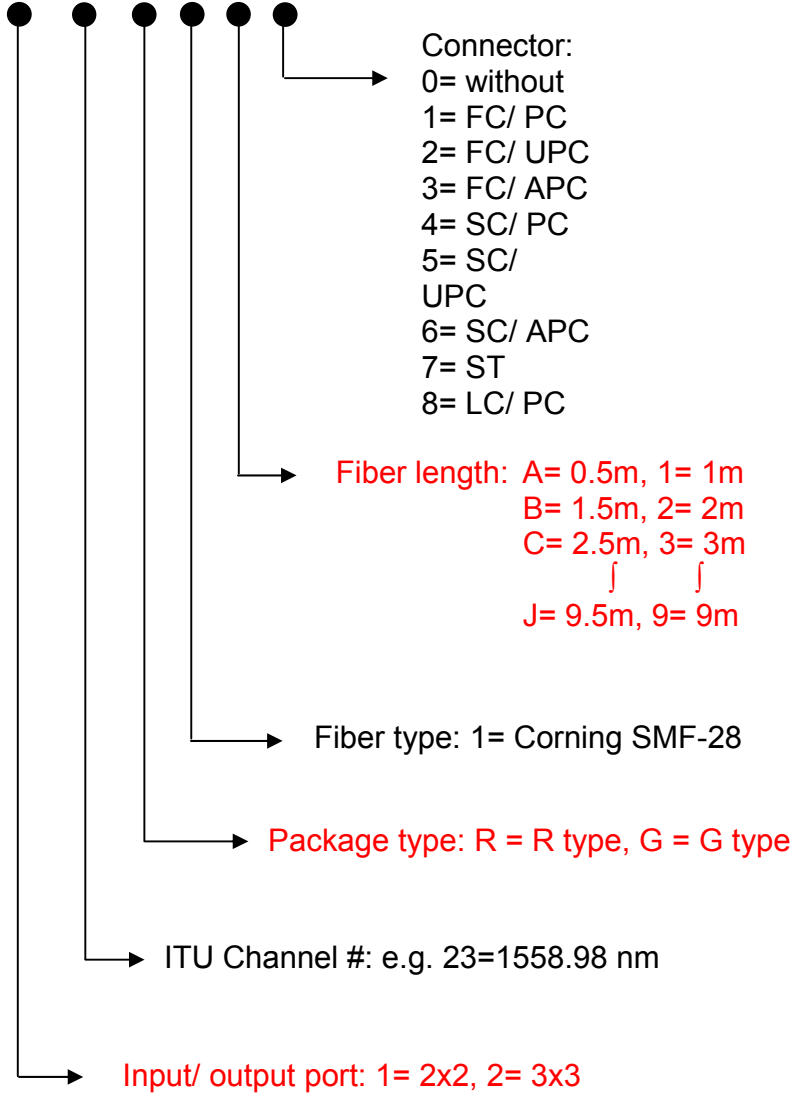 Connector:
0= without
1= FC/ PC
2= FC/ UPC
3= FC/ APC
4= SC/ PC
5= SC/
UPC
6= SC/ APC
7= ST
8= LC/ PC
Fiber length: A= 0.5m, 1= 1m
B= 1.5m, 2= 2m
C= 2.5m, 3= 3m
∫ ∫
J= 9.5m, 9= 9m
Fiber type: 1= Corning SMF-28
Package type: R = R type, G = G type
ITU Channel #: e.g. 23=1558.98 nm
Input/ output port: 1= 2x2, 2= 3x3